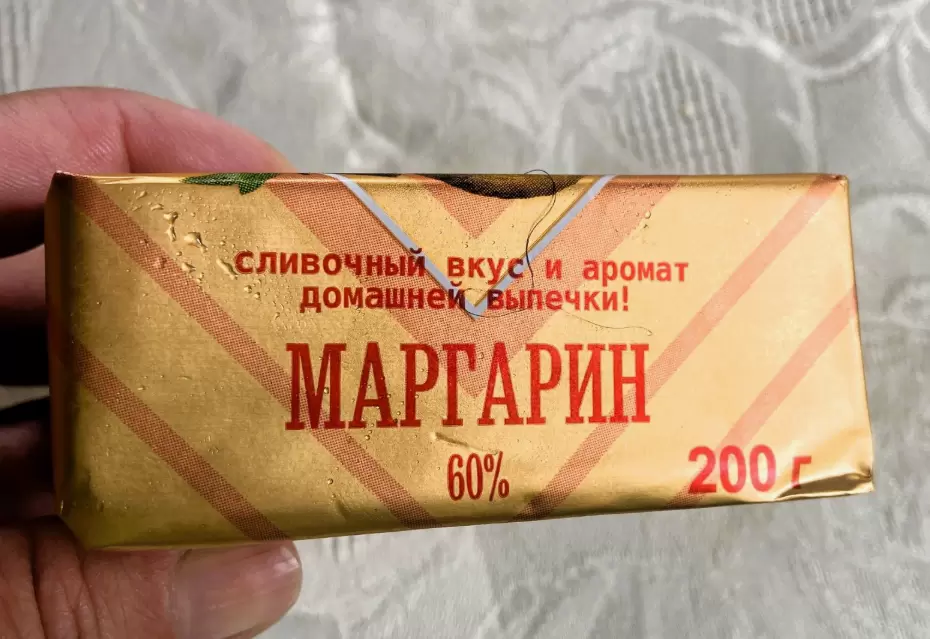 сливочный вкус и аромат
домашней выпечки!
МАРГАРИН
60%
200 г